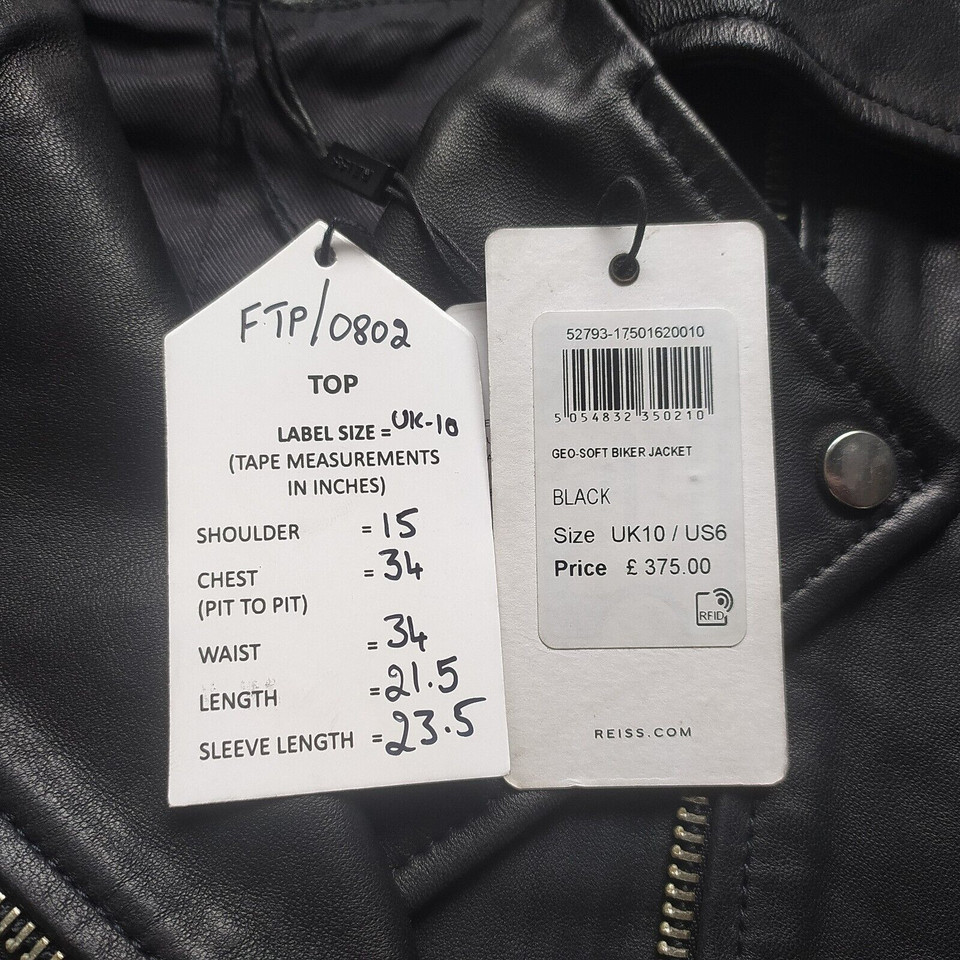 FTP/0802
TOP
LABEL SIZE = UK-10
(TAPE MEASUREMENTS
IN INCHES)
SHOULDER = 15
CHEST = 34
(PIT TO PIT)
WAIST = 34
LENGTH = 21.5
SLEEVE LENGTH = 23.5
52793-17501620010
5 054832 350210
GEO-SOFT BIKER JACKET
BLACK
Size UK10 / US6
Price £ 375.00
RFID
REISS.COM